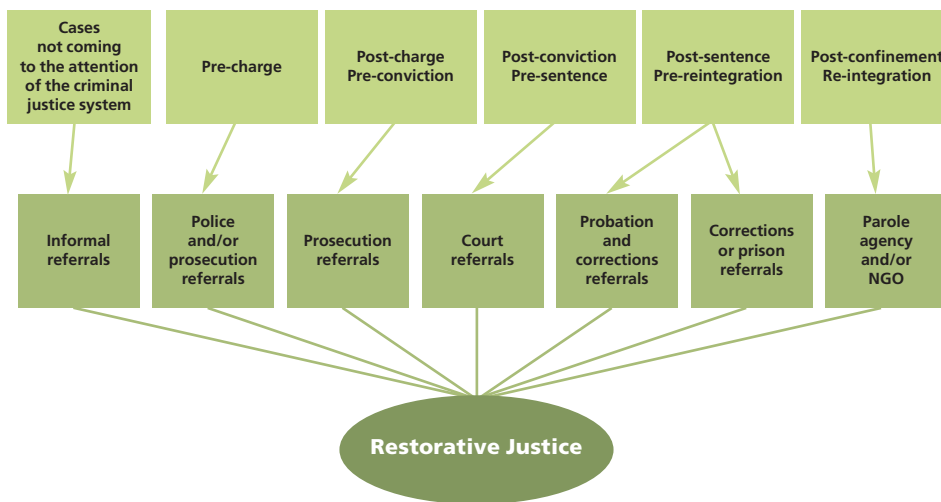 Cases
not coming
to the attention
of the criminal
justice system
Pre-charge
Post-charge
Pre-conviction
Post-conviction
Pre-sentence
Post-sentence
Pre-reintegration
Post-confinement
Re-integration
Informal
referrals
Police
and/or
prosecution
referrals
Prosecution
referrals
Court
referrals
Probation
and
corrections
referrals
Corrections
or prison
referrals
Parole
agency
and/or
NGO
Restorative Justice